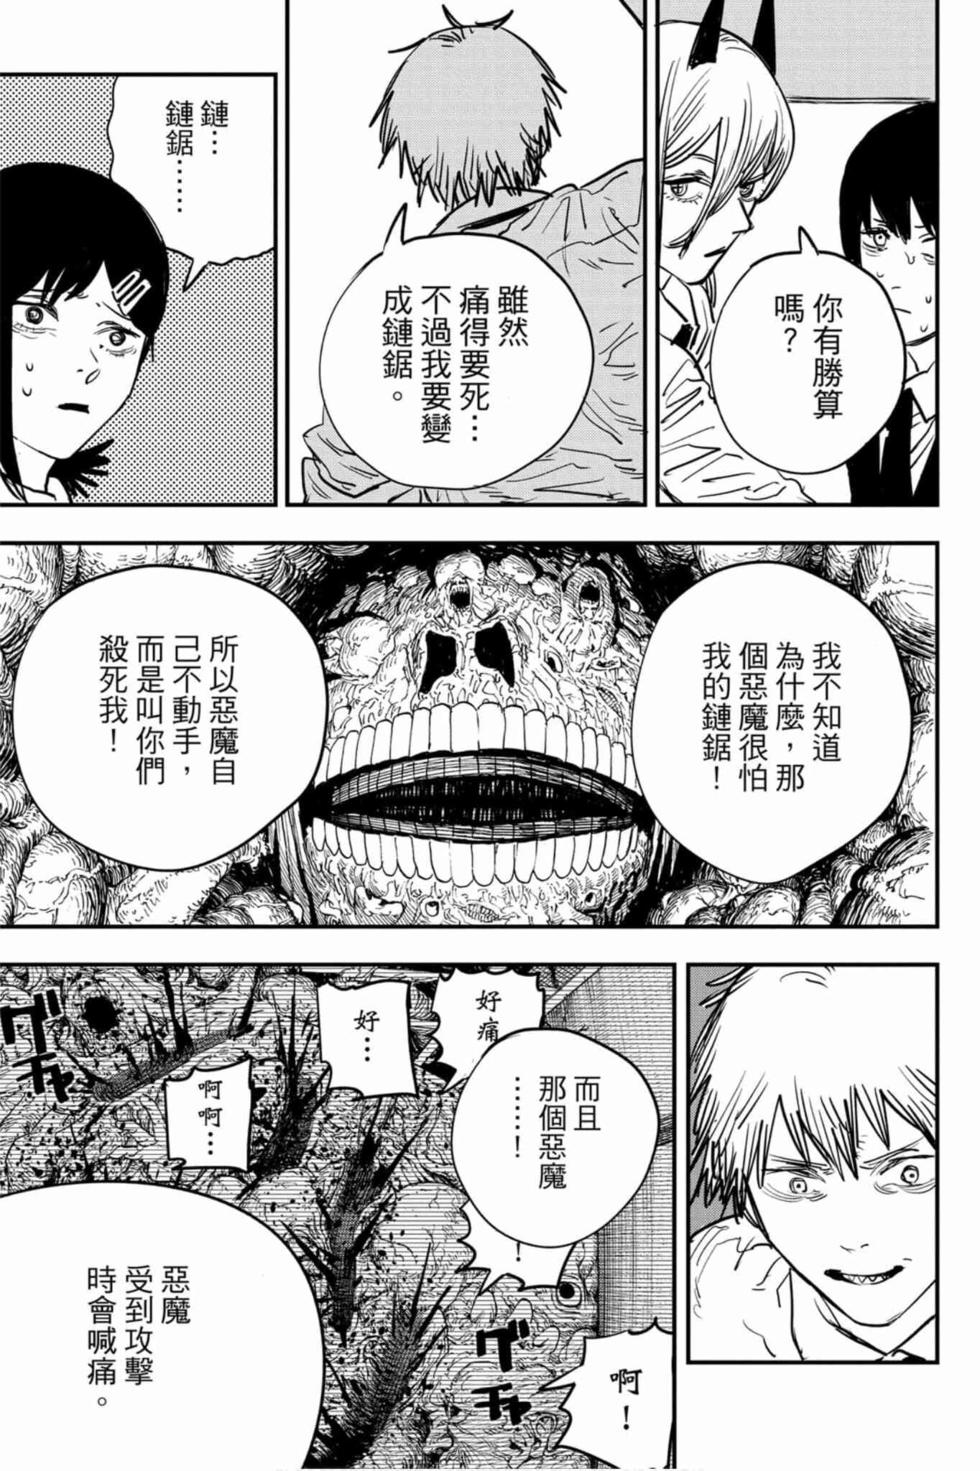 你有勝算
嗎？
雖然
痛得要死…
不過我要變
成鏈鋸。
鏈…
鏈鋸……
我不知道
為什麼，那
個惡魔很怕
我的鏈鋸！
所以惡魔自
己不動手，
而是叫你們
殺死我！
而且
那個惡魔
……！
好痛
！
好…
啊啊…
グチャ
惡魔
受到攻擊
時會喊痛。
グチャ
啊！